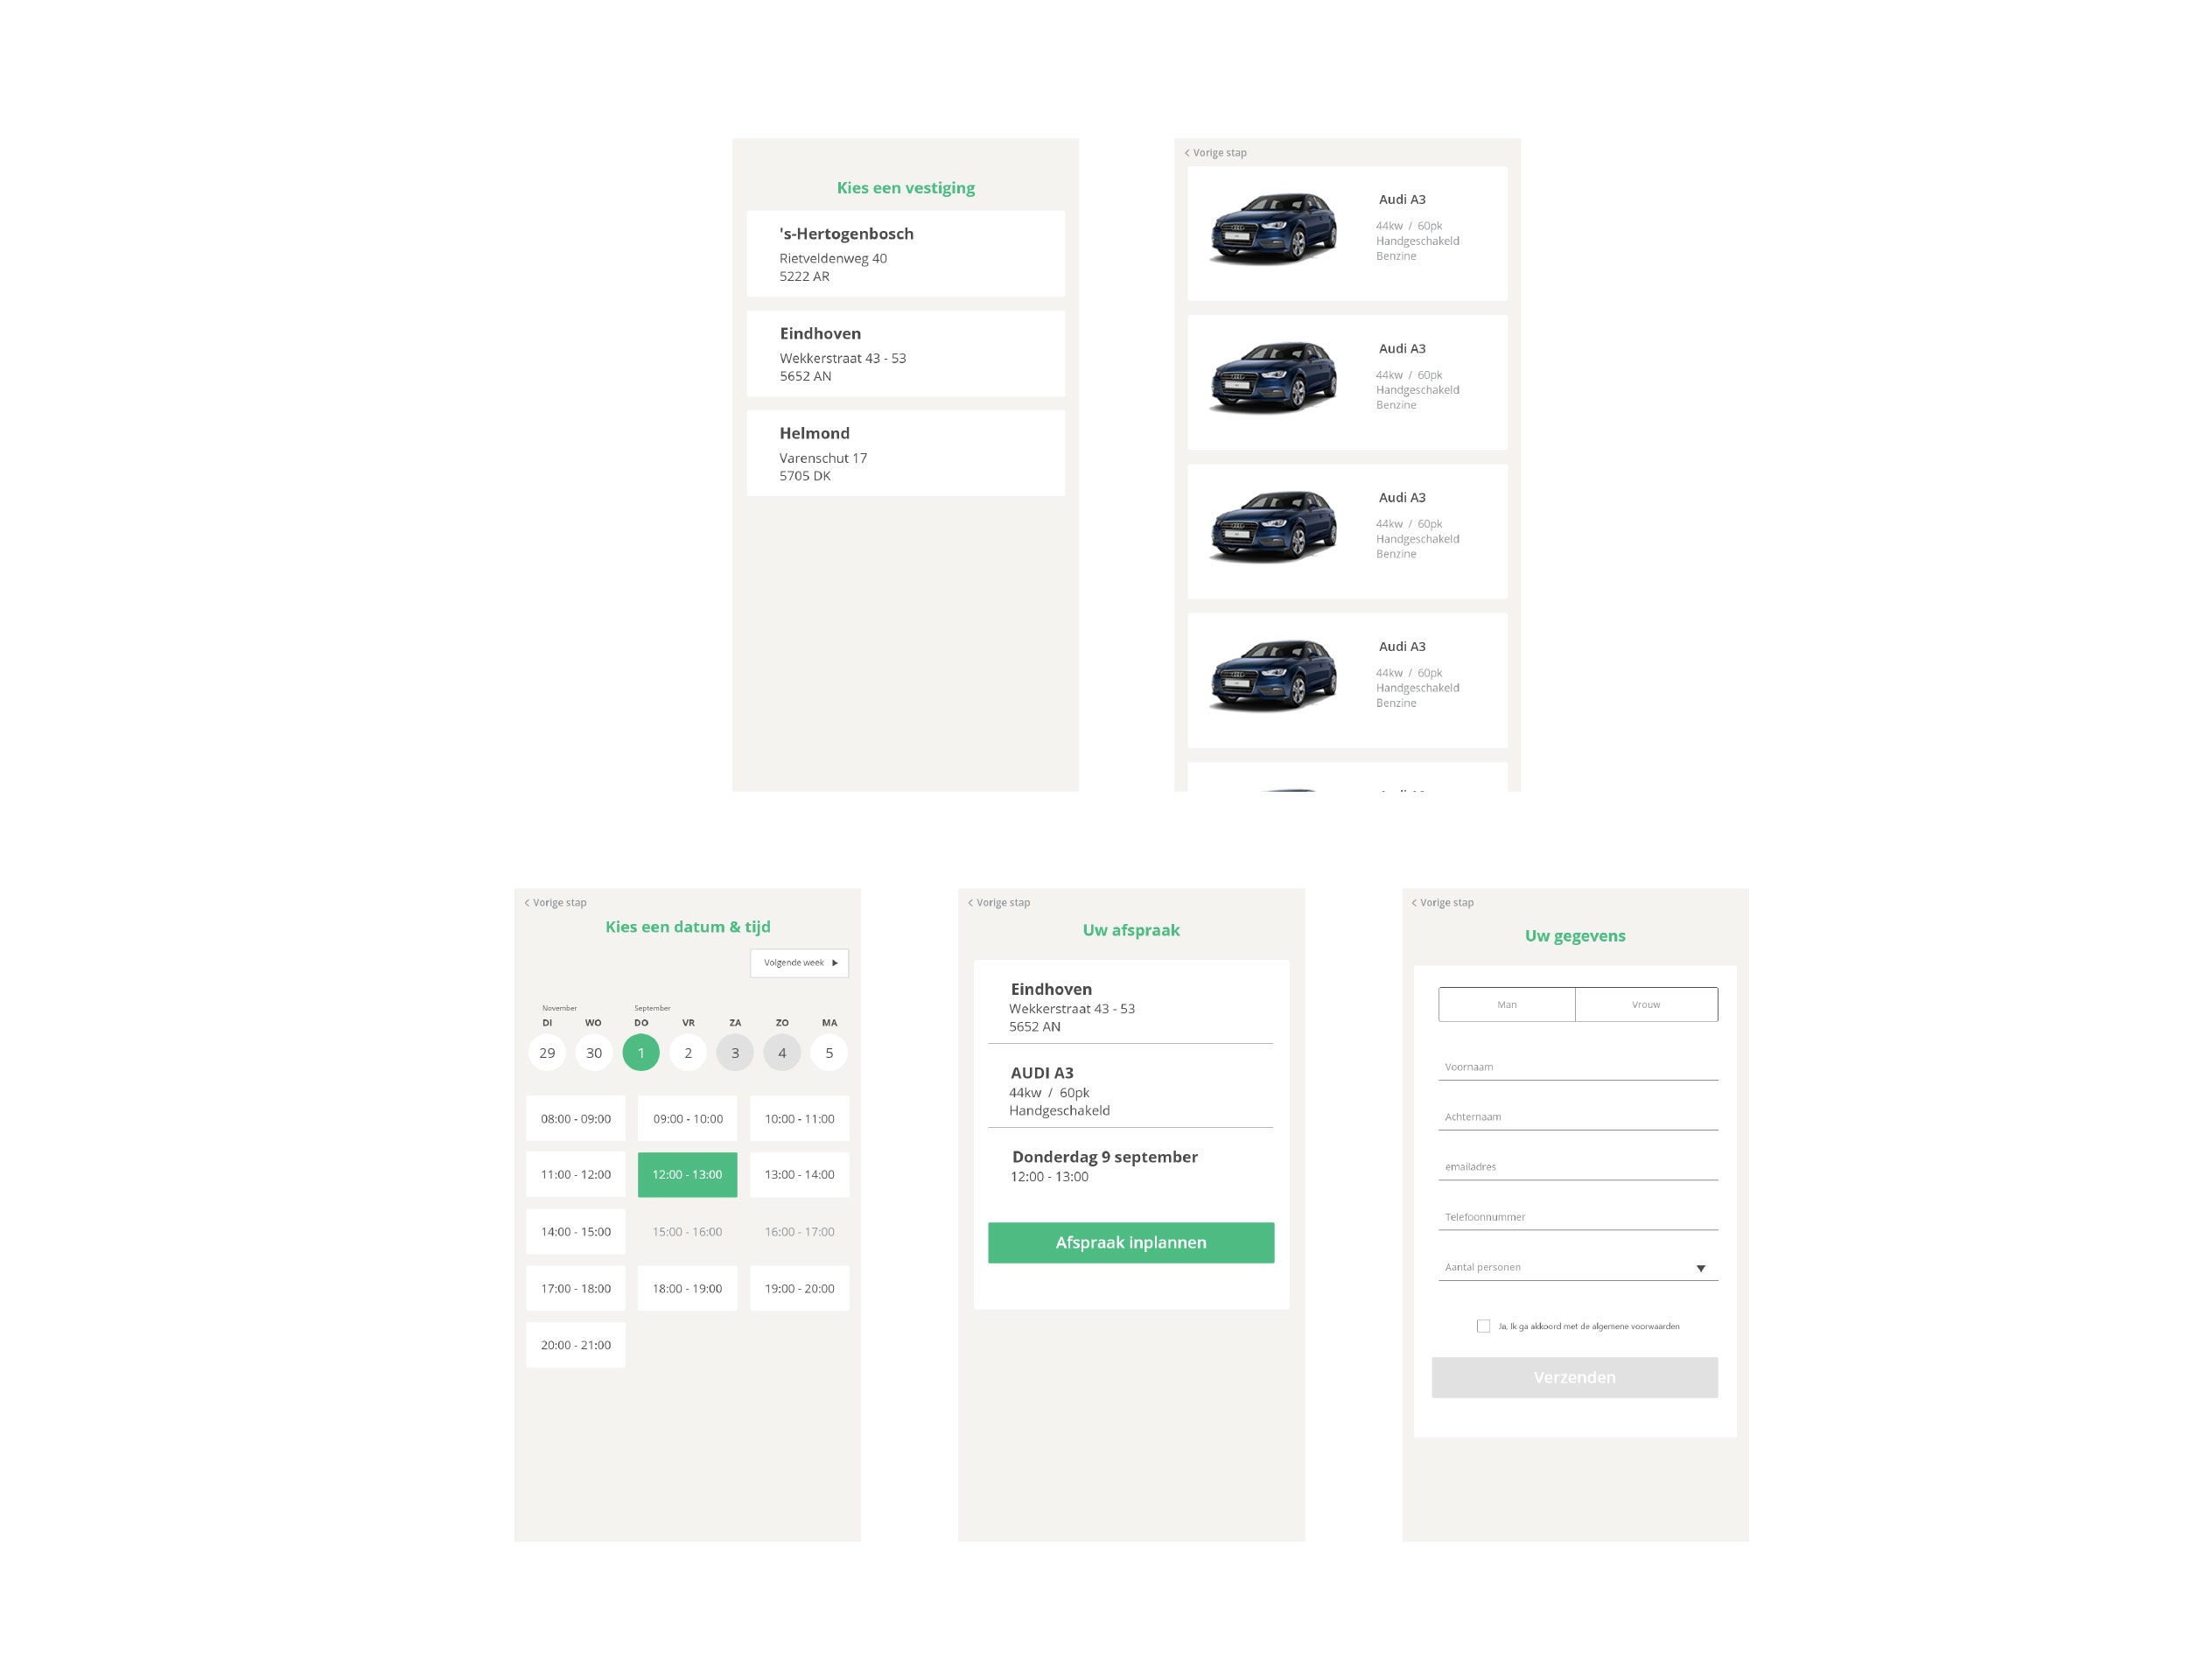 Kies een vestiging
's-Hertogenbosch
Rietveldenweg 40
5222 AR
Eindhoven
Wekkerstraat 43 - 53
5652 AN
Helmond
Varenschut 17
5705 DK
Vorige stap
Audi A3
44kw / 60pk
Handgeschakeld
Benzine
Audi A3
44kw / 60pk
Handgeschakeld
Benzine
Audi A3
44kw / 60pk
Handgeschakeld
Benzine
Audi A3
44kw / 60pk
Handgeschakeld
Benzine
Vorige stap
Kies een datum & tijd
Volgende week
November September
DI WO DO VR ZA ZO MA
29 30 1 2 3 4 5
08:00 - 09:00 09:00 - 10:00 10:00 - 11:00
11:00 - 12:00 12:00 - 13:00 13:00 - 14:00
14:00 - 15:00 15:00 - 16:00 16:00 - 17:00
17:00 - 18:00 18:00 - 19:00 19:00 - 20:00
20:00 - 21:00
Vorige stap
Uw afspraak
Eindhoven
Wekkerstraat 43 - 53
5652 AN
AUDI A3
44kw / 60pk
Handgeschakeld
Donderdag 9 september
12:00 - 13:00
Afspraak inplannen
Vorige stap
Uw gegevens
Man Vrouw
Voornaam
Achternaam
emailadres
Telefoonnummer
Aantal personen
Ja, Ik ga akkoord met de algemene voorwaarden
Verzenden